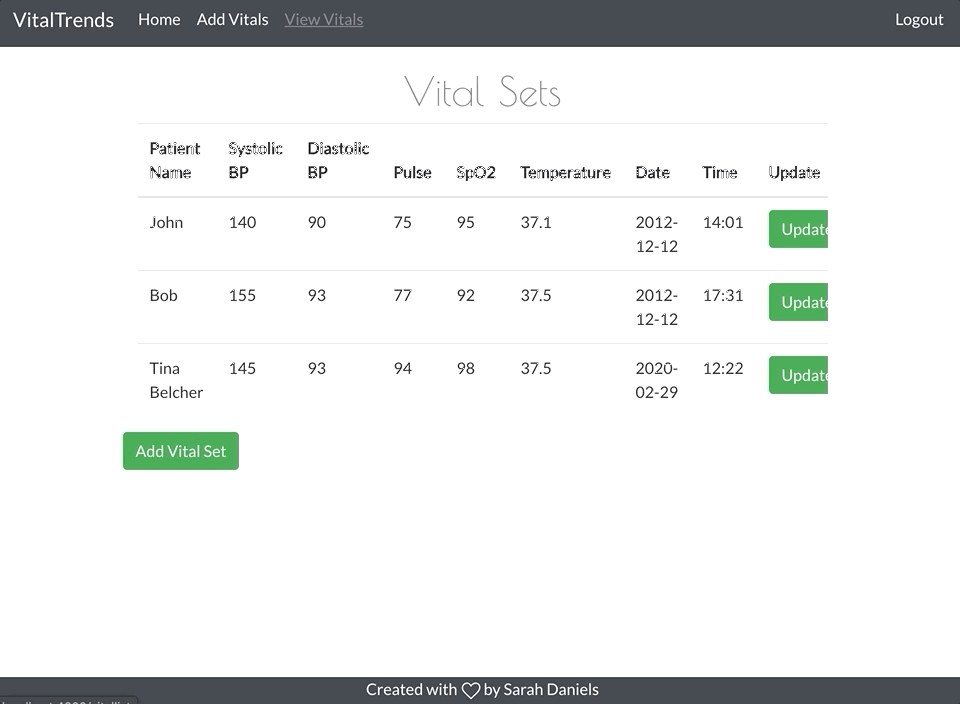 VitalTrends Home Add Vitals View Vitals Logout
Vital Sets
Patient Name Systolic BP Diastolic BP Pulse SpO2 Temperature Date Time Update
John 140 90 75 95 37.1 2012-12-12 14:01 Update
Bob 155 93 77 92 37.5 2012-12-12 17:31 Update
Tina Belcher 145 93 94 98 37.5 2020-02-29 12:22 Update
Add Vital Set
Created with ♡ by Sarah Daniels